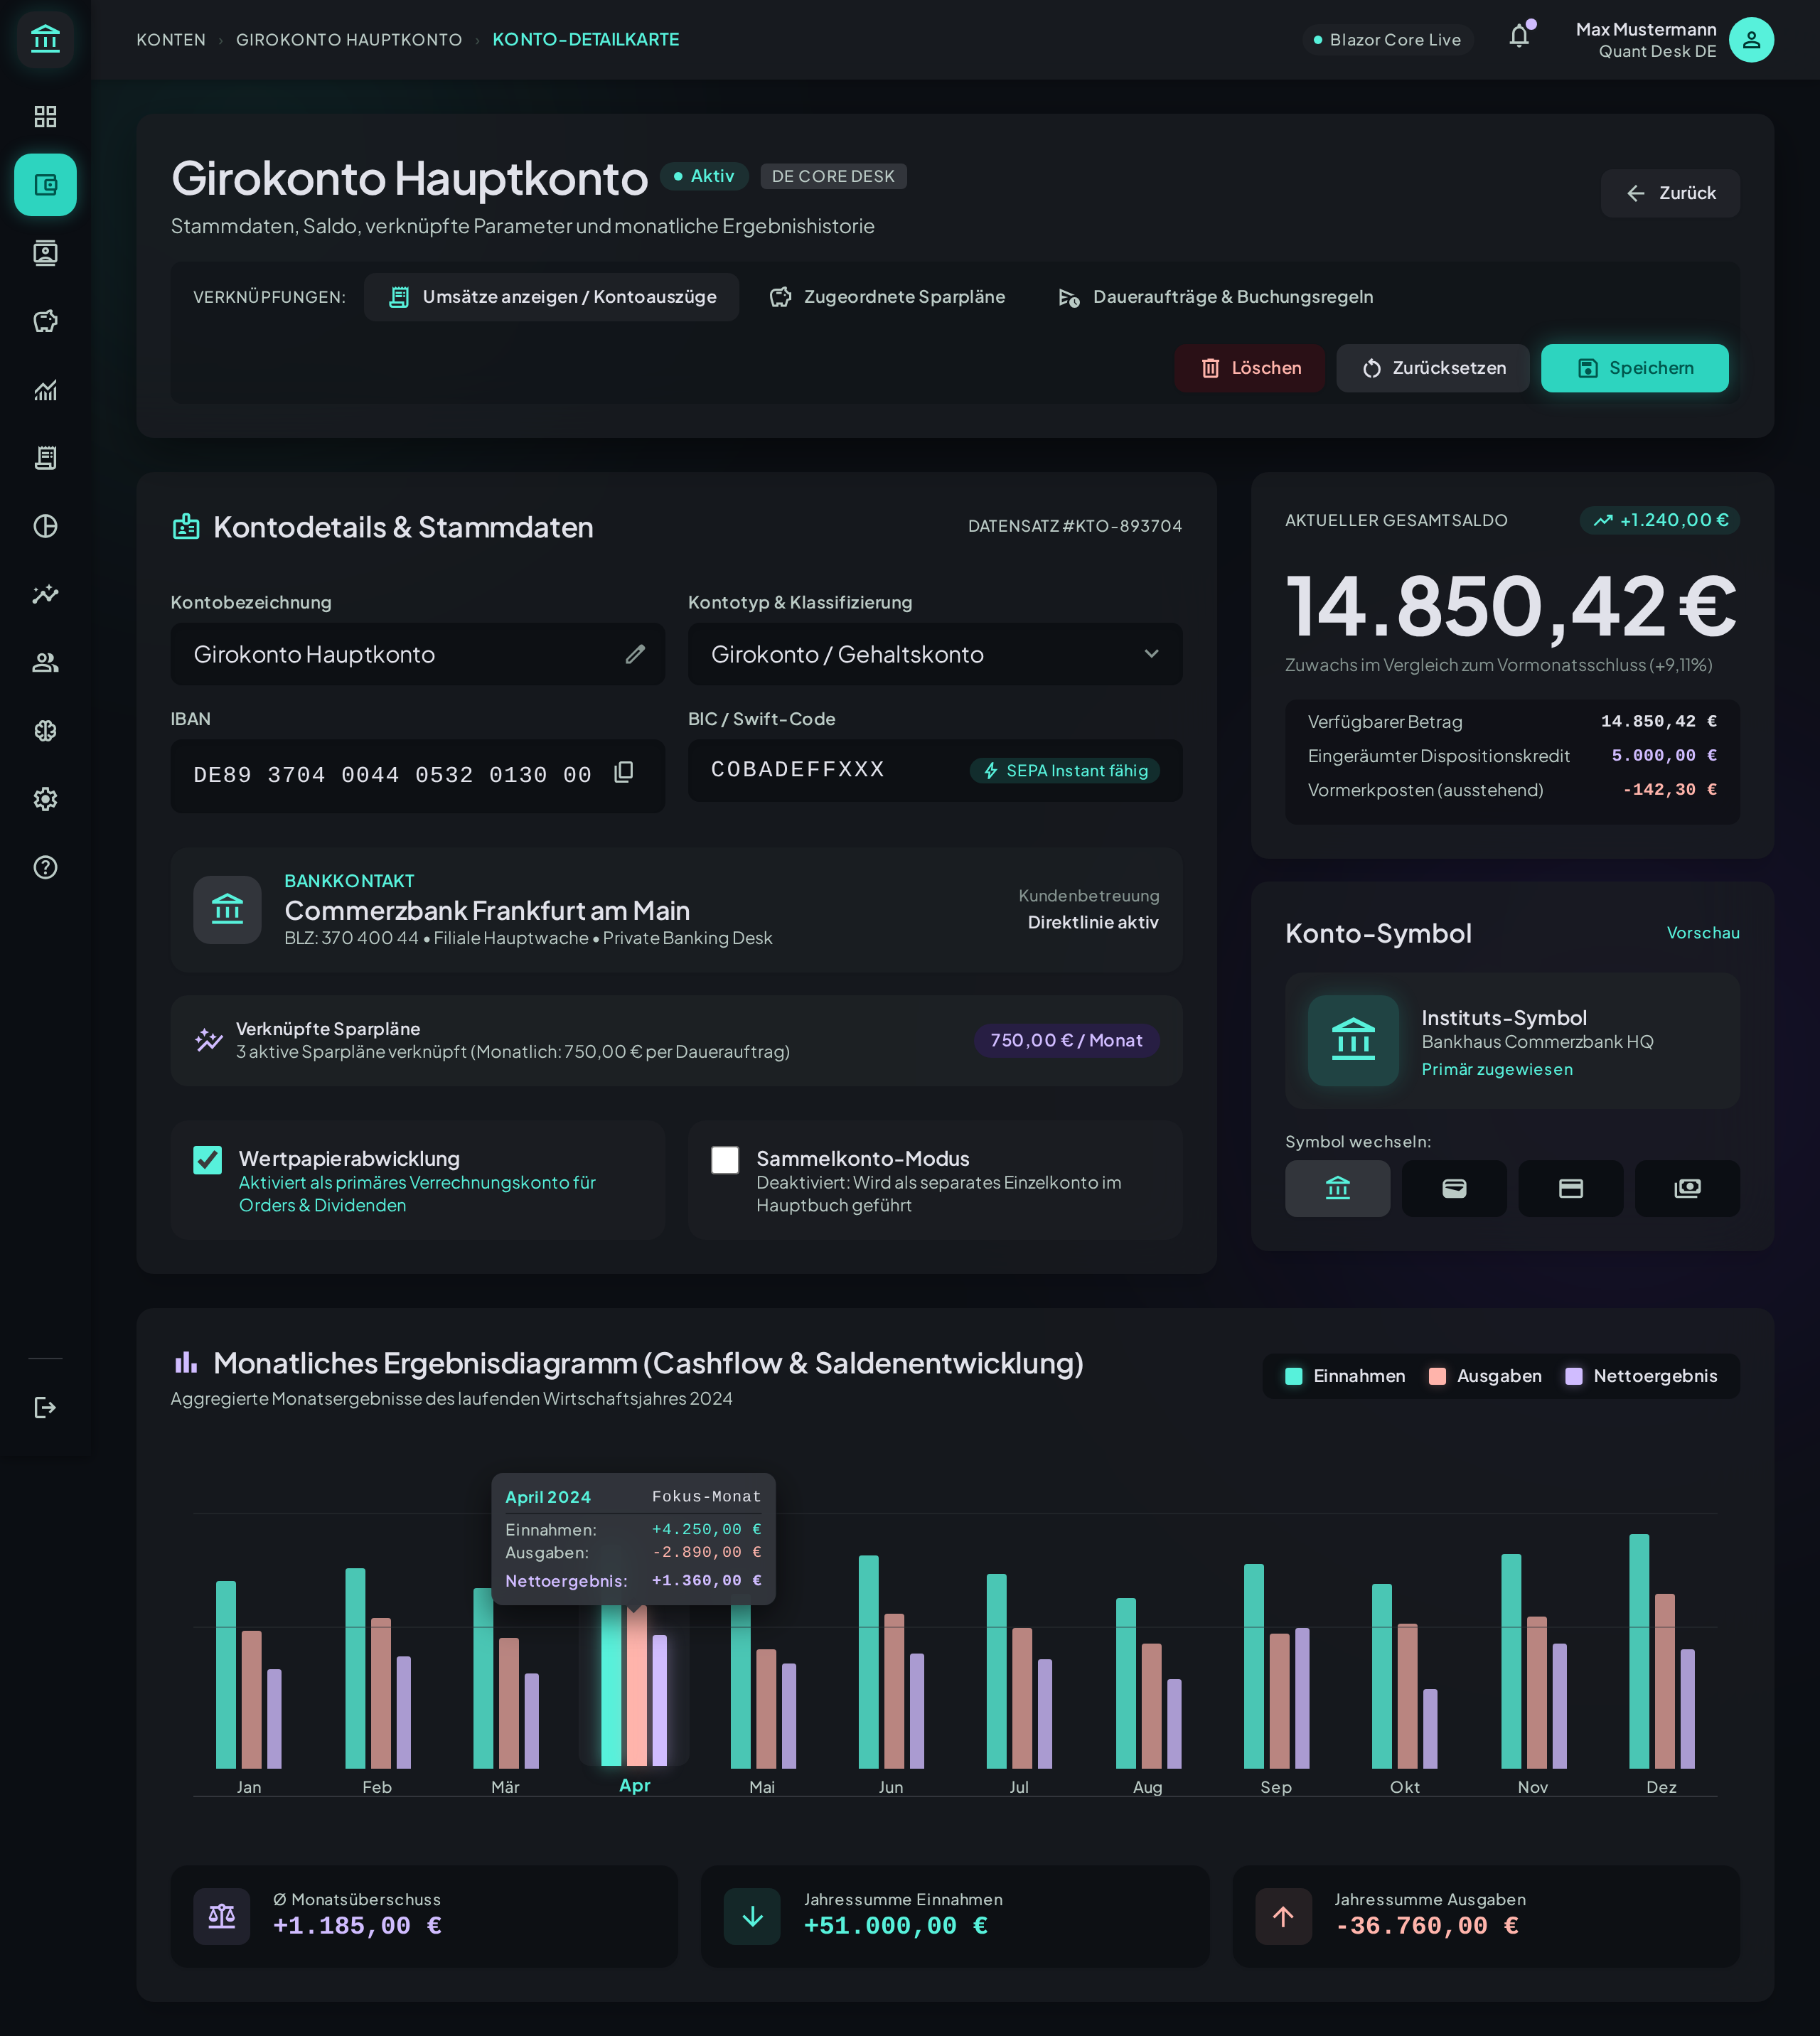 KONTEN › GIROKONTO HAUPTKONTO › KONTO-DETAILKARTE
Blazor Core Live
Max Mustermann
Quant Desk DE
Girokonto Hauptkonto
Aktiv
DE CORE DESK
Stammdaten, Saldo, verknüpfte Parameter und monatliche Ergebnishistorie
Zurück
VERKNÜPFUNGEN:
Umsätze anzeigen / Kontoauszüge
Zugeordnete Sparpläne
Daueraufträge & Buchungsregeln
Löschen
Zurücksetzen
Speichern
Kontodetails & Stammdaten
DATENSATZ #KTO-893704
Kontobezeichnung
Girokonto Hauptkonto
Kontotyp & Klassifizierung
Girokonto / Gehaltskonto
IBAN
DE89 3704 0044 0532 0130 00
BIC / Swift-Code
COBADEFFXXX
SEPA Instant fähig
BANKKONTAKT
Commerzbank Frankfurt am Main
BLZ: 370 400 44 • Filiale Hauptwache • Private Banking Desk
Kundenbetreuung
Direktlinie aktiv
Verknüpfte Sparpläne
3 aktive Sparpläne verknüpft (Monatlich: 750,00 € per Dauerauftrag)
750,00 € / Monat
Wertpapierabwicklung
Aktiviert als primäres Verrechnungskonto für
Orders & Dividenden
Sammelkonto-Modus
Deaktiviert: Wird als separates Einzelkonto im
Hauptbuch geführt
AKTUELLER GESAMTSALDO
+1.240,00 €
14.850,42 €
Zuwachs im Vergleich zum Vormonatsschluss (+9,11%)
Verfügbarer Betrag 14.850,42 €
Eingeräumter Dispositionskredit 5.000,00 €
Vormerkposten (ausstehend) -142,30 €
Konto-Symbol
Vorschau
Instituts-Symbol
Bankhaus Commerzbank HQ
Primär zugewiesen
Symbol wechseln:
Monatliches Ergebnisdiagramm (Cashflow & Saldenentwicklung)
Aggregierte Monatsergebnisse des laufenden Wirtschaftsjahres 2024
Einnahmen
Ausgaben
Nettoergebnis
April 2024 Fokus-Monat
Einnahmen: +4.250,00 €
Ausgaben: -2.890,00 €
Nettoergebnis: +1.360,00 €
Jan Feb Mär Apr Mai Jun Jul Aug Sep Okt Nov Dez
Ø Monatsüberschuss
+1.185,00 €
Jahressumme Einnahmen
+51.000,00 €
Jahressumme Ausgaben
-36.760,00 €